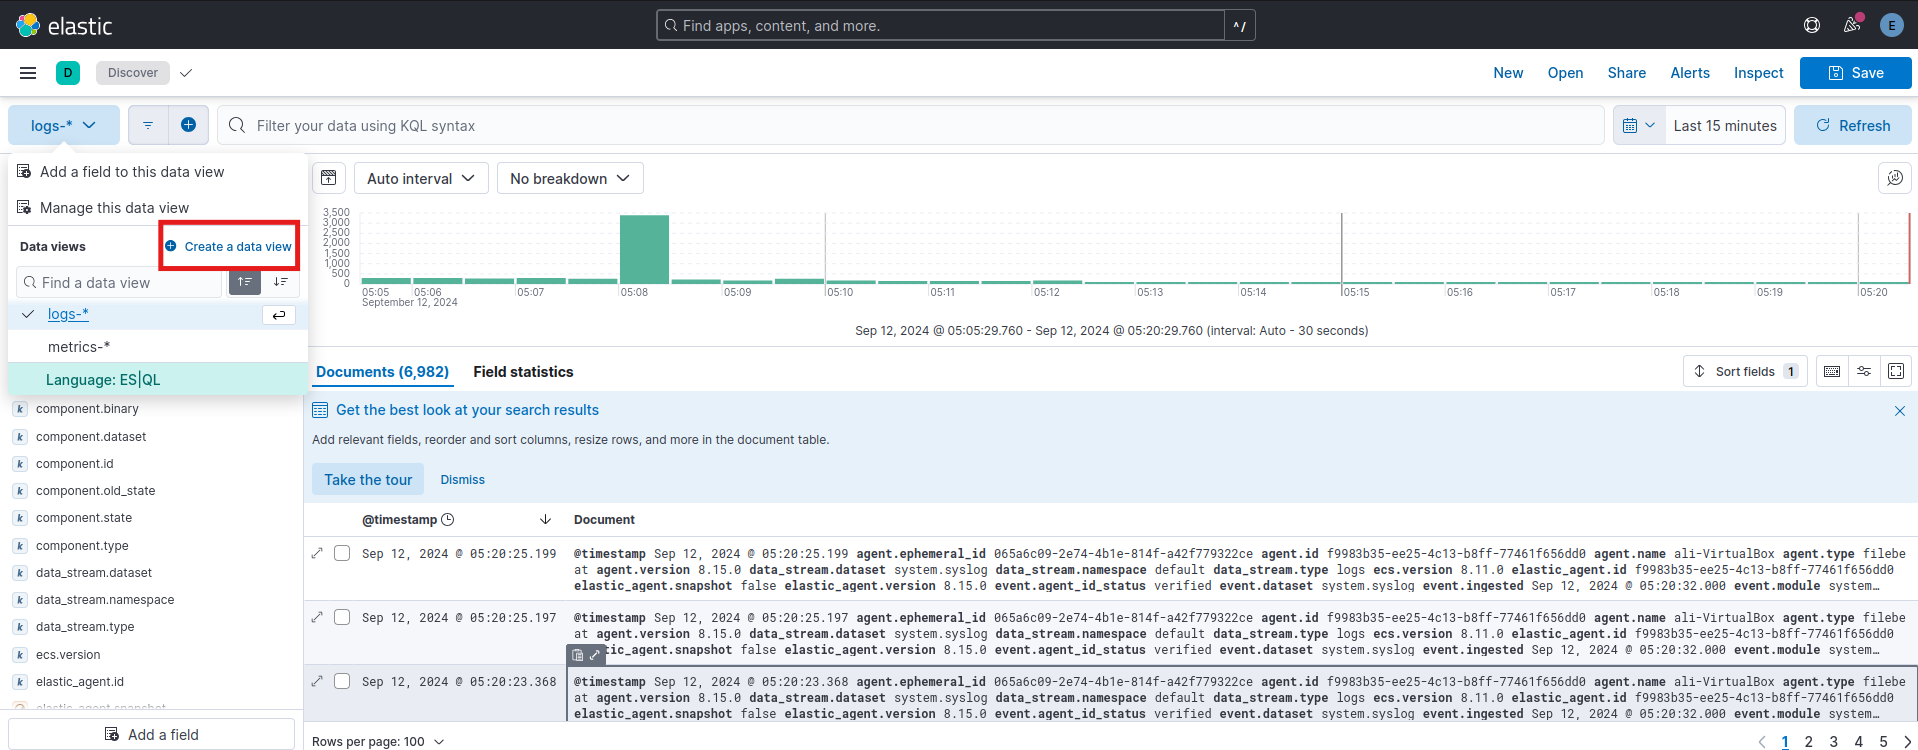 elastic
Find apps, content, and more.
^/
E
D
Discover
New
Open
Share
Alerts
Inspect
Save
logs-*
Filter your data using KQL syntax
Last 15 minutes
Refresh
Add a field to this data view
Manage this data view
Data views
Create a data view
Find a data view
logs-*
metrics-*
Language: ES|QL
k component.binary
k component.dataset
k component.id
k component.old_state
k component.state
k component.type
k data_stream.dataset
k data_stream.namespace
k data_stream.type
k ecs.version
k elastic_agent.id
elastic_agent.snapshot
Add a field
Auto interval
No breakdown
3,500
3,000
2,500
2,000
1,500
1,000
500
0
05:05 05:06 05:07 05:08 05:09 05:10 05:11 05:12 05:13 05:14 05:15 05:16 05:17 05:18 05:19 05:20
September 12, 2024
Sep 12, 2024 @ 05:05:29.760 - Sep 12, 2024 @ 05:20:29.760 (interval: Auto - 30 seconds)
Documents (6,982)
Field statistics
Sort fields 1
Get the best look at your search results
Add relevant fields, reorder and sort columns, resize rows, and more in the document table.
Take the tour
Dismiss
@timestamp
Document
Sep 12, 2024 @ 05:20:25.199
@timestamp Sep 12, 2024 @ 05:20:25.199 agent.ephemeral_id 065a6c09-2e74-4b1e-814f-a42f779322ce agent.id f9983b35-ee25-4c13-b8ff-77461f656dd0 agent.name ali-VirtualBox agent.type filebe
at agent.version 8.15.0 data_stream.dataset system.syslog data_stream.namespace default data_stream.type logs ecs.version 8.11.0 elastic_agent.id f9983b35-ee25-4c13-b8ff-77461f656dd0
elastic_agent.snapshot false elastic_agent.version 8.15.0 event.agent_id_status verified event.dataset system.syslog event.ingested Sep 12, 2024 @ 05:20:32.000 event.module system…
Sep 12, 2024 @ 05:20:25.197
@timestamp Sep 12, 2024 @ 05:20:25.197 agent.ephemeral_id 065a6c09-2e74-4b1e-814f-a42f779322ce agent.id f9983b35-ee25-4c13-b8ff-77461f656dd0 agent.name ali-VirtualBox agent.type filebe
at agent.version 8.15.0 data_stream.dataset system.syslog data_stream.namespace default data_stream.type logs ecs.version 8.11.0 elastic_agent.id f9983b35-ee25-4c13-b8ff-77461f656dd0
tic_agent.snapshot false elastic_agent.version 8.15.0 event.agent_id_status verified event.dataset system.syslog event.ingested Sep 12, 2024 @ 05:20:32.000 event.module system…
Sep 12, 2024 @ 05:20:23.368
@timestamp Sep 12, 2024 @ 05:20:23.368 agent.ephemeral_id 065a6c09-2e74-4b1e-814f-a42f779322ce agent.id f9983b35-ee25-4c13-b8ff-77461f656dd0 agent.name ali-VirtualBox agent.type filebe
at agent.version 8.15.0 data_stream.dataset system.syslog data_stream.namespace default data_stream.type logs ecs.version 8.11.0 elastic_agent.id f9983b35-ee25-4c13-b8ff-77461f656dd0
elastic_agent.snapshot false elastic_agent.version 8.15.0 event.agent_id_status verified event.dataset system.syslog event.ingested Sep 12, 2024 @ 05:20:32.000 event.module system…
Rows per page: 100
1 2 3 4 5